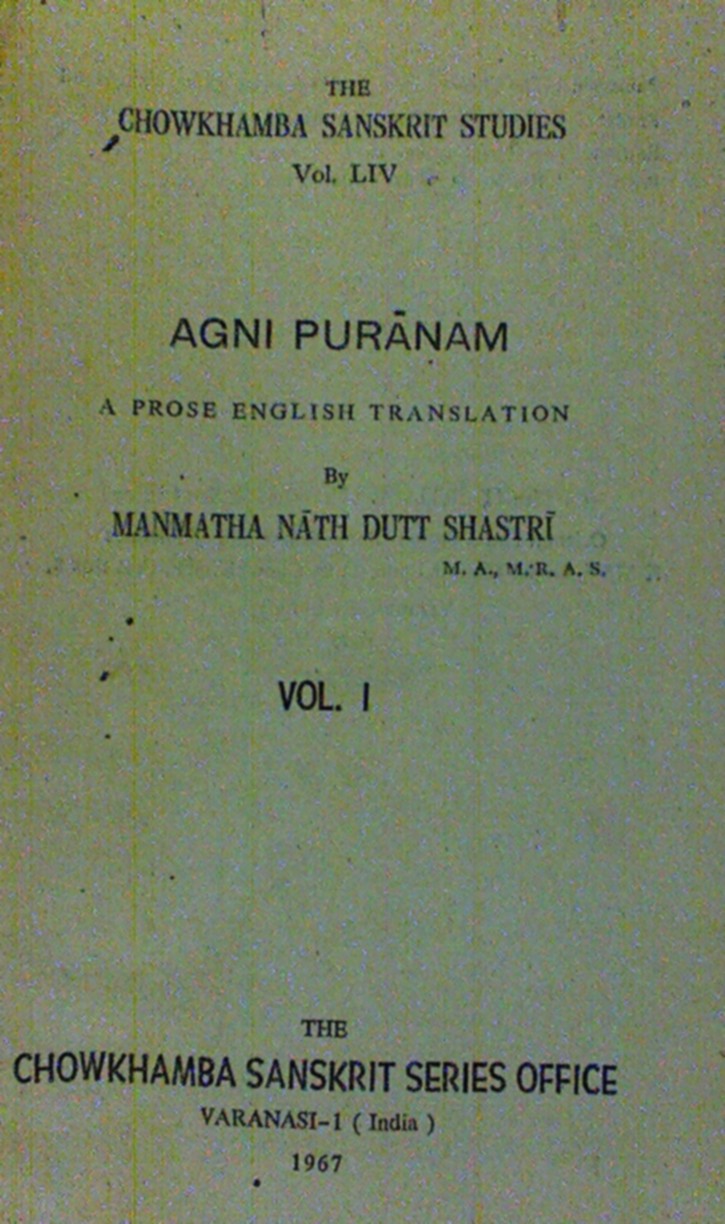 THE
CHOWKHAMBA SANSKRIT STUDIES
Vol. LIV
AGNI PURĀNAM
A PROSE ENGLISH TRANSLATION
By
MANMATHA NĀTH DUTT SHASTRĪ
M. A., M. R. A. S.
VOL. I
THE
CHOWKHAMBA SANSKRIT SERIES OFFICE
VARANASI-1 ( India )
1967